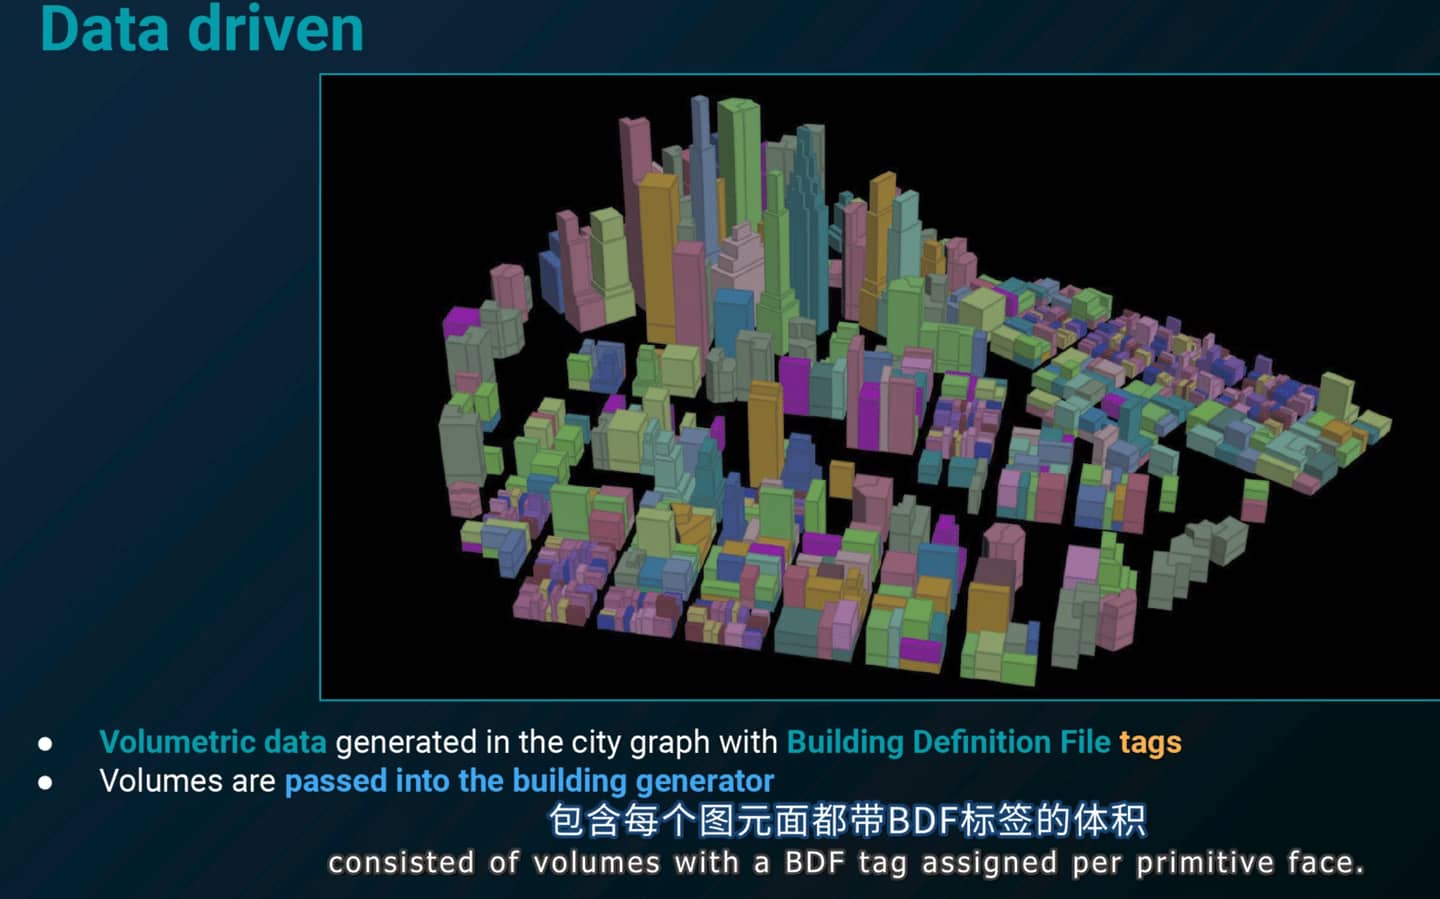 Data driven
● Volumetric data generated in the city graph with Building Definition File tags
● Volumes are passed into the building generator
包含每个图元面都带BDF标签的体积
consisted of volumes with a BDF tag assigned per primitive face.